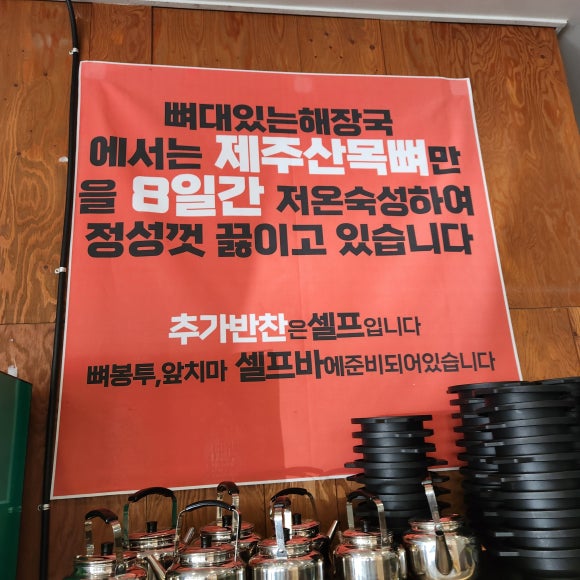 뼈대있는해장국
에서는 제주산목뼈만
을 8일간 저온숙성하여
정성껏 끓이고 있습니다
추가반찬은셀프입니다
뼈봉투,앞치마 셀프바에준비되어있습니다